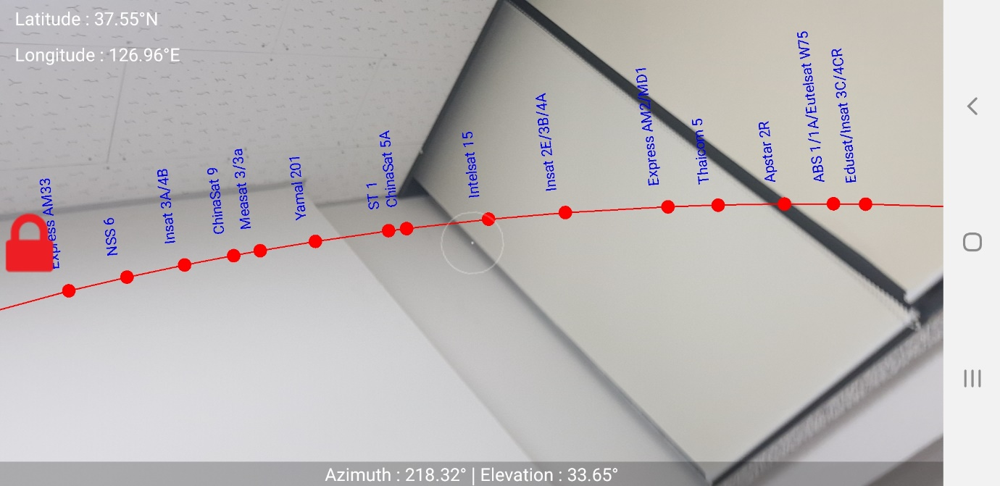 Latitude : 37.55°N
Longitude : 126.96°E
Express AM33
NSS 6
Insat 3A/4B
ChinaSat 9
Measat 3/3a
Yamal 201
ST 1
ChinaSat 5A
Intelsat 15
Insat 2E/3B/4A
Express AM2/MD1
Thaicom 5
Apstar 2R
ABS 1/1A/Eutelsat W75
Edusat/Insat 3C/4CR
Azimuth : 218.32° | Elevation : 33.65°